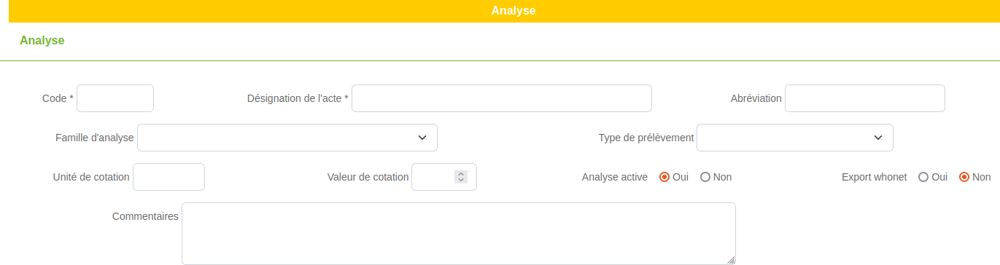 Analyse
Analyse
Code * Désignation de l'acte * Abréviation
Famille d'analyse Type de prélèvement
Unité de cotation Valeur de cotation Analyse active Oui Non Export whonet Oui Non
Commentaires